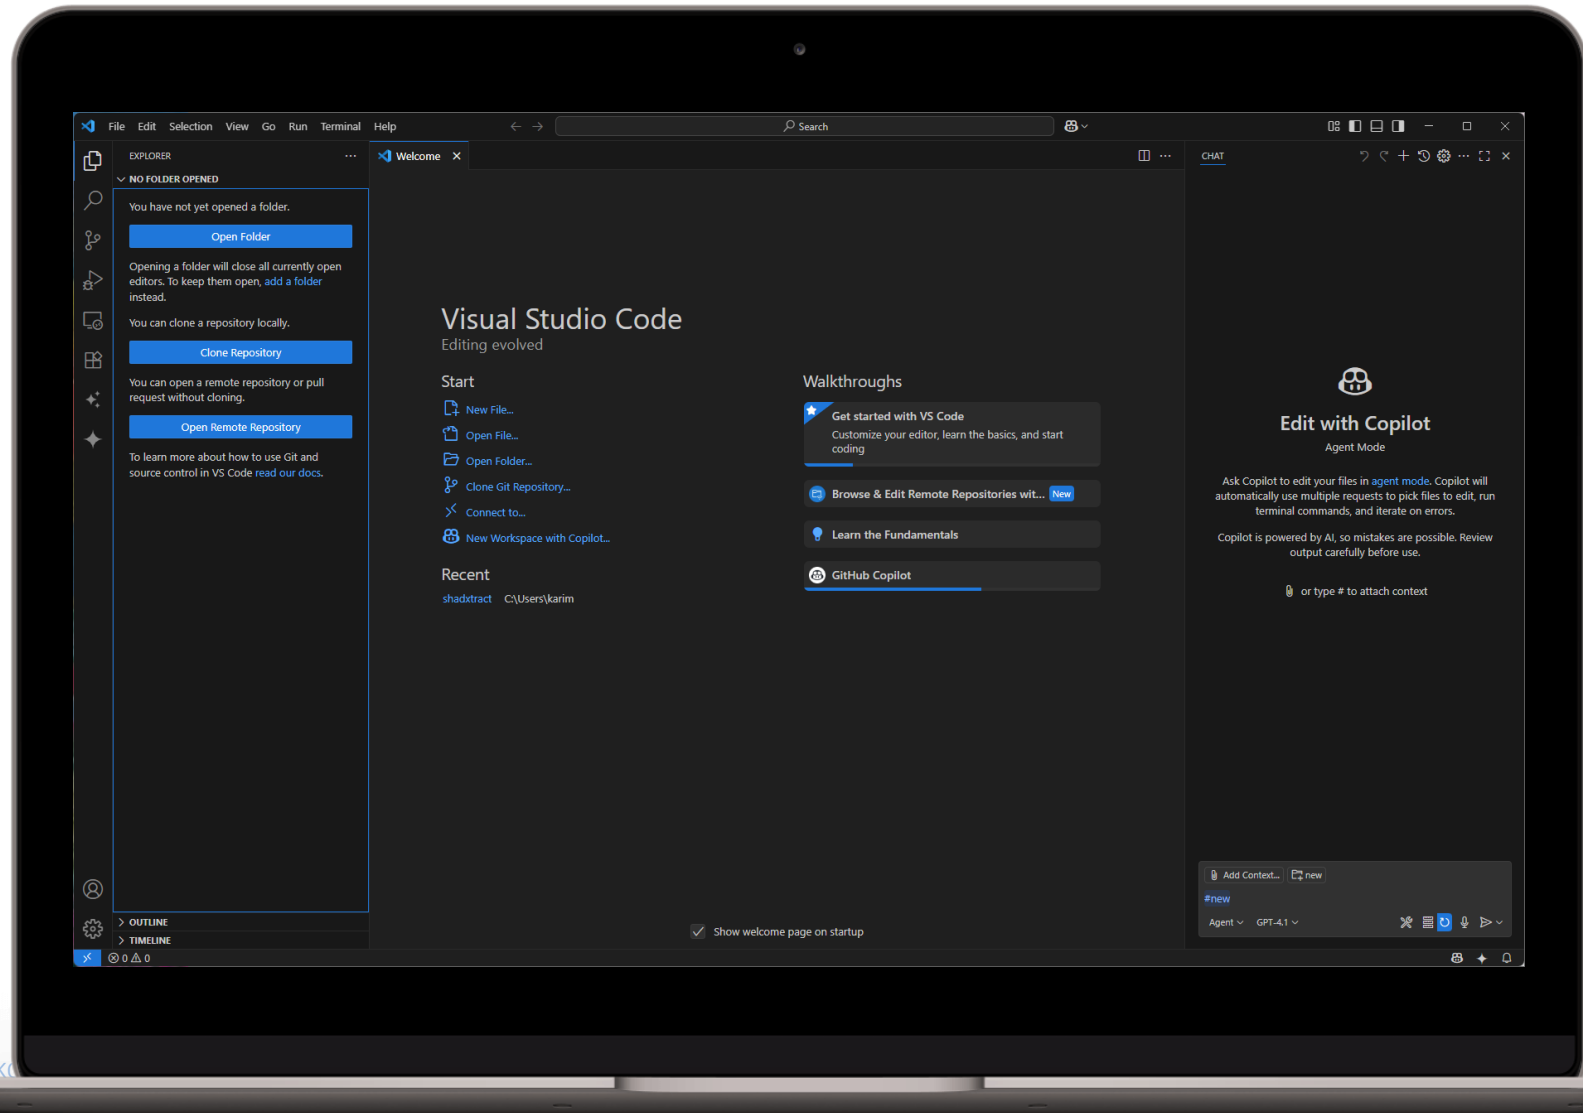 File Edit Selection View Go Run Terminal Help
Search
EXPLORER
NO FOLDER OPENED
You have not yet opened a folder.
Open Folder
Opening a folder will close all currently open
editors. To keep them open, add a folder
instead.
You can clone a repository locally.
Clone Repository
You can open a remote repository or pull
request without cloning.
Open Remote Repository
To learn more about how to use Git and
source control in VS Code read our docs.
OUTLINE
TIMELINE
0 0
Welcome
Visual Studio Code
Editing evolved
Start
New File...
Open File...
Open Folder...
Clone Git Repository...
Connect to...
New Workspace with Copilot...
Recent
shadxtract C:\Users\karim
Walkthroughs
Get started with VS Code
Customize your editor, learn the basics, and start
coding
Browse & Edit Remote Repositories wit... New
Learn the Fundamentals
GitHub Copilot
Show welcome page on startup
CHAT
Edit with Copilot
Agent Mode
Ask Copilot to edit your files in agent mode. Copilot will
automatically use multiple requests to pick files to edit, run
terminal commands, and iterate on errors.
Copilot is powered by AI, so mistakes are possible. Review
output carefully before use.
or type # to attach context
Add Context... new
#new
Agent GPT-4.1